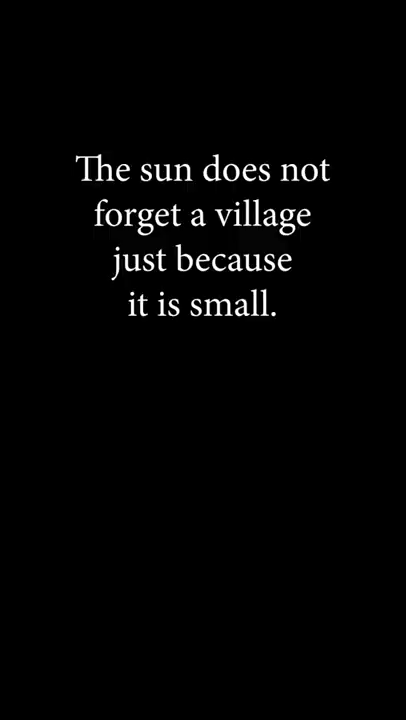 The sun does not
forget a village
just because
it is small.